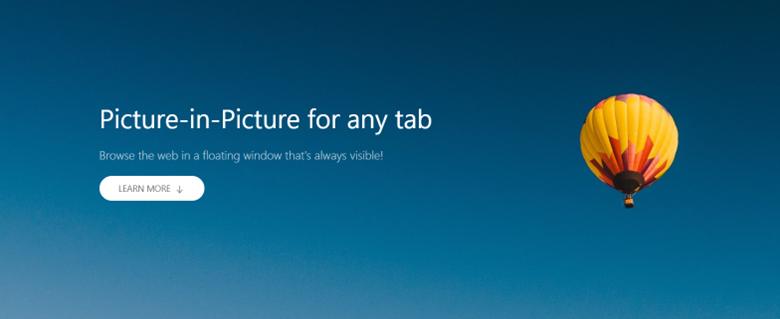 Picture-in-Picture for any tab
Browse the web in a floating window that's always visible!
LEARN MORE ↓